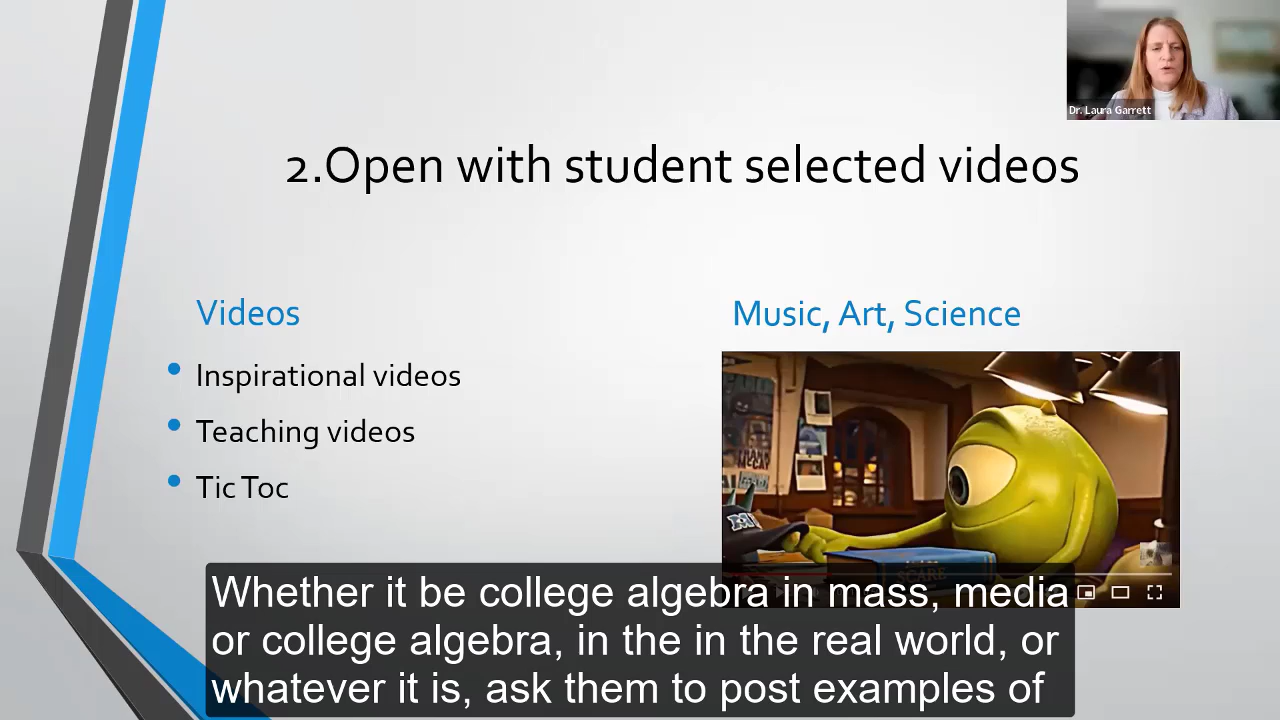 Dr. Laura Garrett
2.Open with student selected videos
Videos
Inspirational videos
Teaching videos
Tic Toc
Music, Art, Science
SCARE
Whether it be college algebra in mass, media
or college algebra, in the in the real world, or
whatever it is, ask them to post examples of